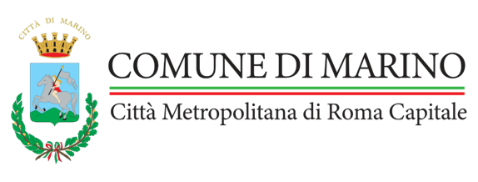 CITTÀ DI MARINO
COMUNE DI MARINO
Città Metropolitana di Roma Capitale